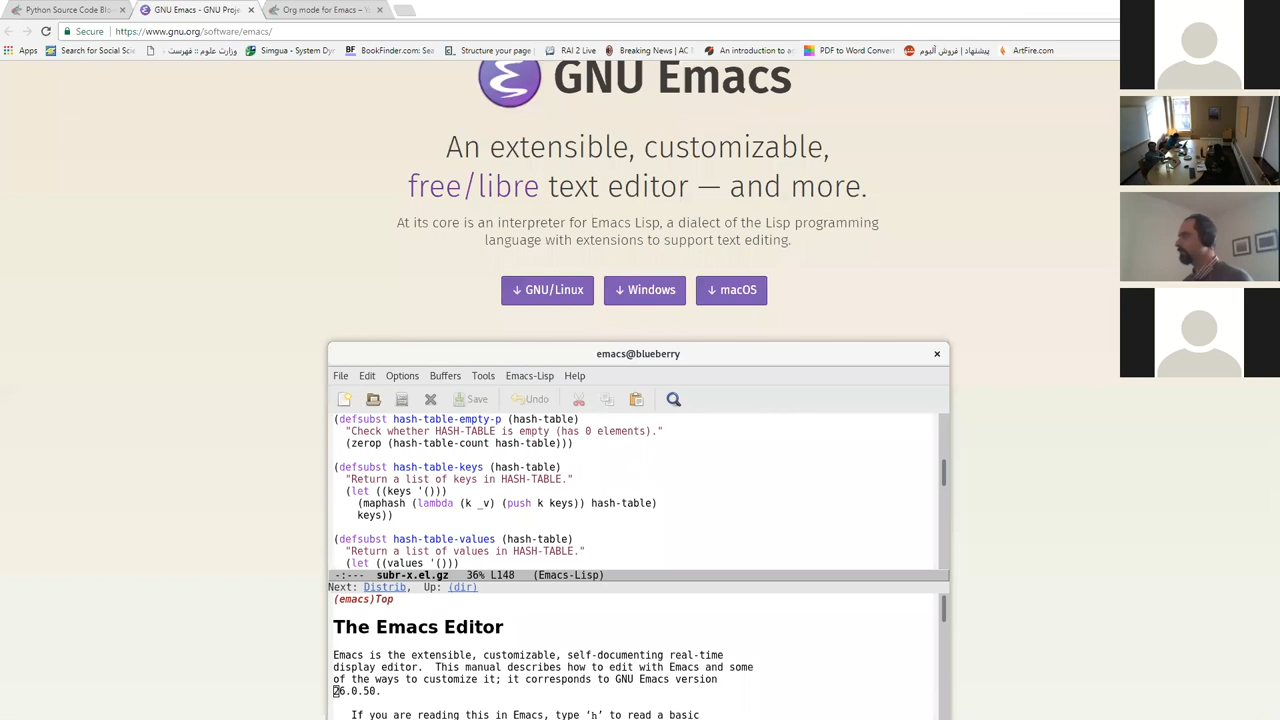 Python Source Code Blo
GNU Emacs - GNU Proje
Org mode for Emacs –
Secure
https://www.gnu.org/software/emacs/
Apps
Search for Social Scie
وزارت علوم :: فهرست
Simgua - System Dyn
BookFinder.com: Sea
Structure your page
RAI 2 Live
Breaking News | AC M
An introduction to ag
PDF to Word Convert
پیشنهاد | فروش آلبوم
ArtFire.com
GNU Emacs
An extensible, customizable,
free/libre text editor — and more.
At its core is an interpreter for Emacs Lisp, a dialect of the Lisp programming
language with extensions to support text editing.
↓ GNU/Linux
↓ Windows
↓ macOS
emacs@blueberry
File Edit Options Buffers Tools Emacs-Lisp Help
Save Undo
(defsubst hash-table-empty-p (hash-table)
"Check whether HASH-TABLE is empty (has 0 elements)."
(zerop (hash-table-count hash-table)))
(defsubst hash-table-keys (hash-table)
"Return a list of keys in HASH-TABLE."
(let ((keys '()))
(maphash (lambda (k _v) (push k keys)) hash-table)
keys))
(defsubst hash-table-values (hash-table)
"Return a list of values in HASH-TABLE."
(let ((values '()))
-:--- subr-x.el.gz 36% L148 (Emacs-Lisp)
Next: Distrib, Up: (dir)
(emacs)Top
The Emacs Editor
Emacs is the extensible, customizable, self-documenting real-time
display editor. This manual describes how to edit with Emacs and some
of the ways to customize it; it corresponds to GNU Emacs version
26.0.50.
If you are reading this in Emacs, type ‘h’ to read a basic